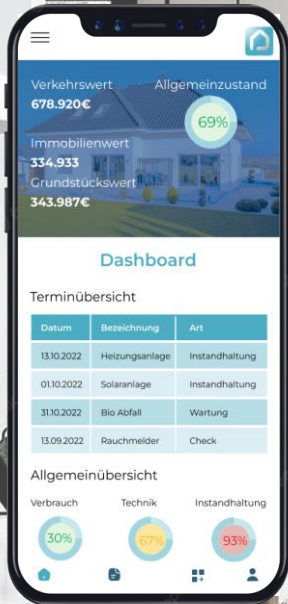 Verkehrswert Allgemeinzustand
678.920€
69%
Immobilienwert
334.933
Grundstückswert
343.987€
Dashboard
Terminübersicht
Datum Bezeichnung Art
13.10.2022 Heizungsanlage Instandhaltung
01.10.2022 Solaranlage Instandhaltung
31.10.2022 Bio Abfall Wartung
13.09.2022 Rauchmelder Check
Allgemeinübersicht
Verbrauch Technik Instandhaltung
30% 67% 93%